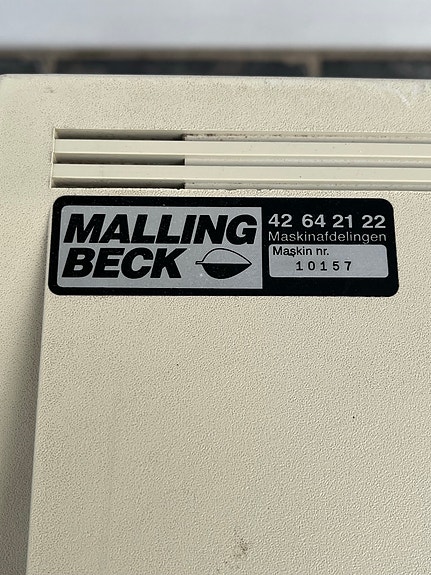 MALLING
BECK
42 64 21 22
Maskinafdelingen
Maskin nr.
10157